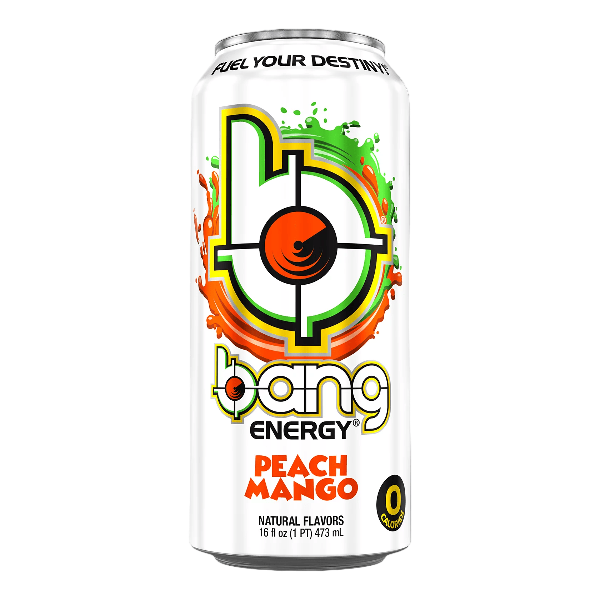 FUEL YOUR DESTINY®
b
bang®
ENERGY®
PEACH
MANGO
0
CALORIES
NATURAL FLAVORS
16 fl oz (1 PT) 473 mL